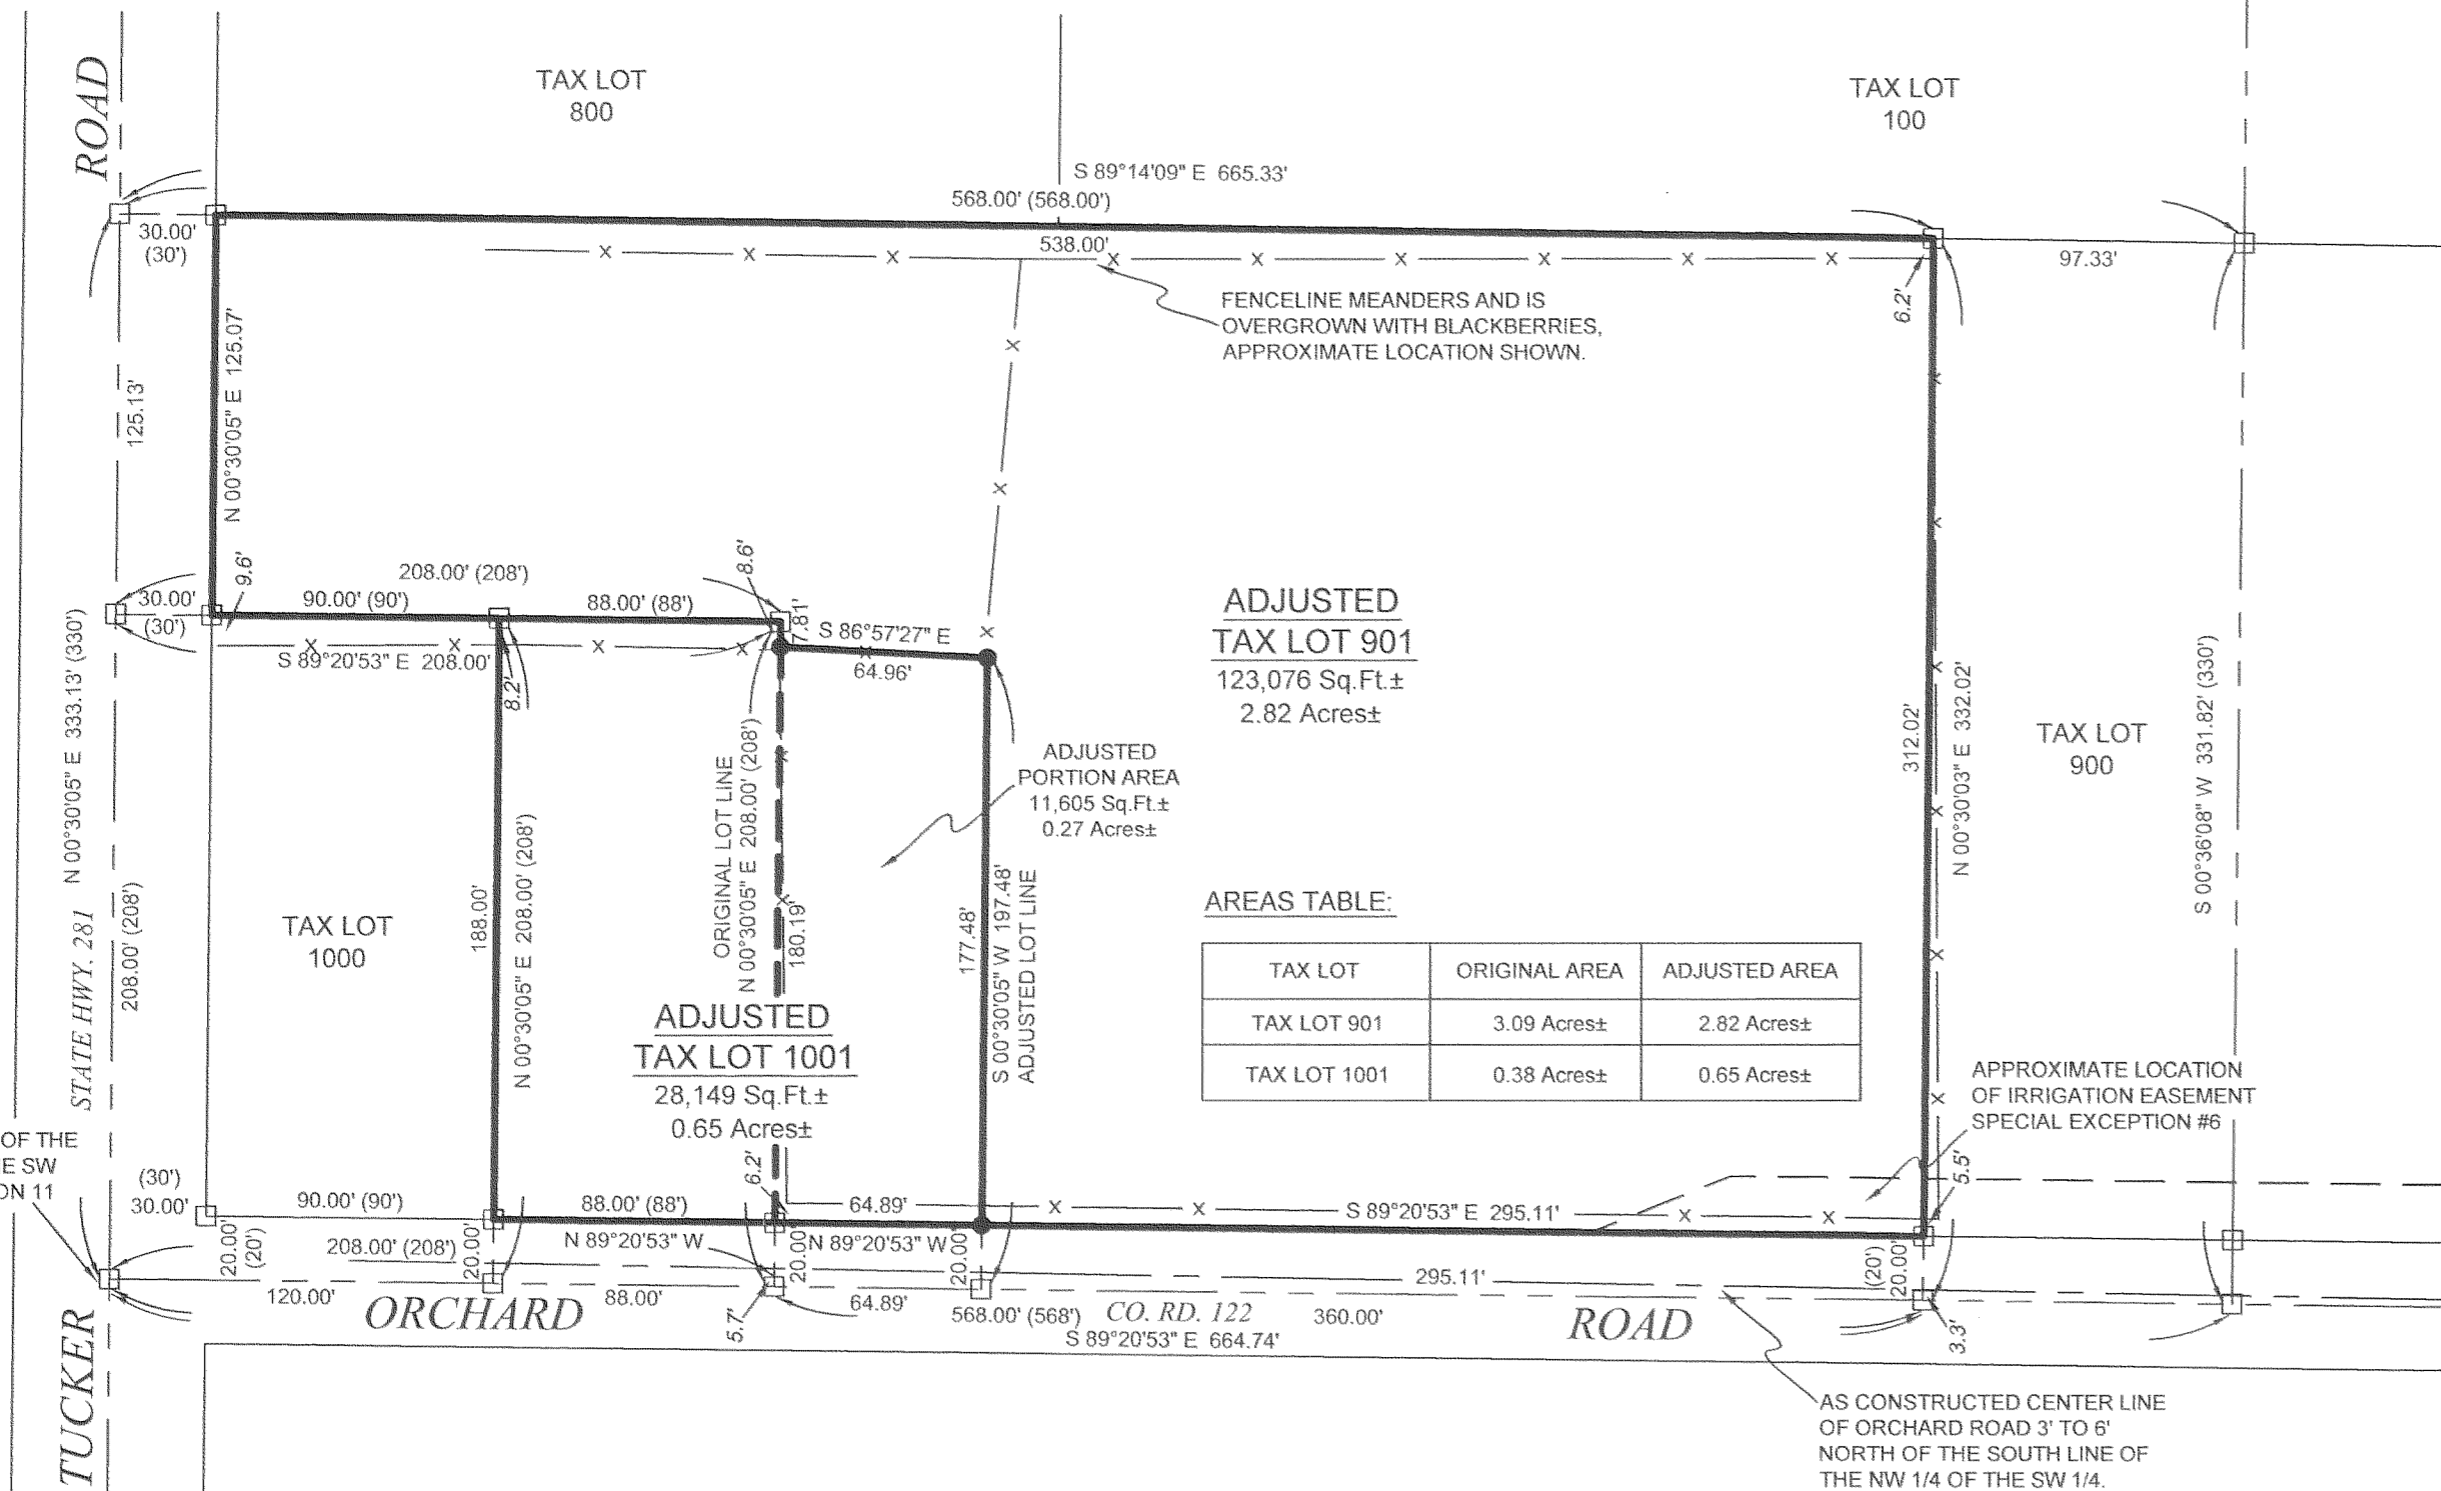 ROAD
TAX LOT
800
TAX LOT
100
S 89°14'09" E 665.33'
568.00' (568.00')
538.00'
30.00'
(30')
97.33'
6.2'
FENCELINE MEANDERS AND IS
OVERGROWN WITH BLACKBERRIES,
APPROXIMATE LOCATION SHOWN.
N 00°30'05" E 125.07'
125.13'
9.6'
208.00' (208')
8.6'
30.00'
(30')
90.00' (90')
88.00' (88')
7.81'
S 86°57'27" E
64.96'
S 89°20'53" E 208.00'
8.2'
ADJUSTED
TAX LOT 901
123,076 Sq.Ft.±
2.82 Acres±
N 00°30'05" E 333.13' (330')
STATE HWY. 281
208.00' (208')
ORIGINAL LOT LINE
N 00°30'05" E 208.00' (208')
180.19'
ADJUSTED
PORTION AREA
11,605 Sq.Ft.±
0.27 Acres±
312.02'
N 00°30'03" E 332.02'
TAX LOT
900
S 00°36'08" W 331.82' (330')
TAX LOT
1000
188.00'
N 00°30'05" E 208.00' (208')
177.48'
S 00°30'05" W 197.48'
ADJUSTED LOT LINE
AREAS TABLE:
TAX LOT ORIGINAL AREA ADJUSTED AREA
TAX LOT 901 3.09 Acres± 2.82 Acres±
TAX LOT 1001 0.38 Acres± 0.65 Acres±
ADJUSTED
TAX LOT 1001
28,149 Sq.Ft.±
0.65 Acres±
APPROXIMATE LOCATION
OF IRRIGATION EASEMENT
SPECIAL EXCEPTION #6
OF THE
E SW
ON 11
(30')
30.00'
90.00' (90')
88.00' (88')
6.2'
64.89'
S 89°20'53" E 295.11'
5.5'
20.00'
(20')
208.00' (208')
20.00'
N 89°20'53" W
20.00'
N 89°20'53" W
20.00'
295.11'
(20')
20.00'
120.00'
ORCHARD
88.00'
5.7'
64.89'
568.00' (568')
CO. RD. 122
360.00'
ROAD
3.3'
S 89°20'53" E 664.74'
TUCKER
AS CONSTRUCTED CENTER LINE
OF ORCHARD ROAD 3' TO 6'
NORTH OF THE SOUTH LINE OF
THE NW 1/4 OF THE SW 1/4.